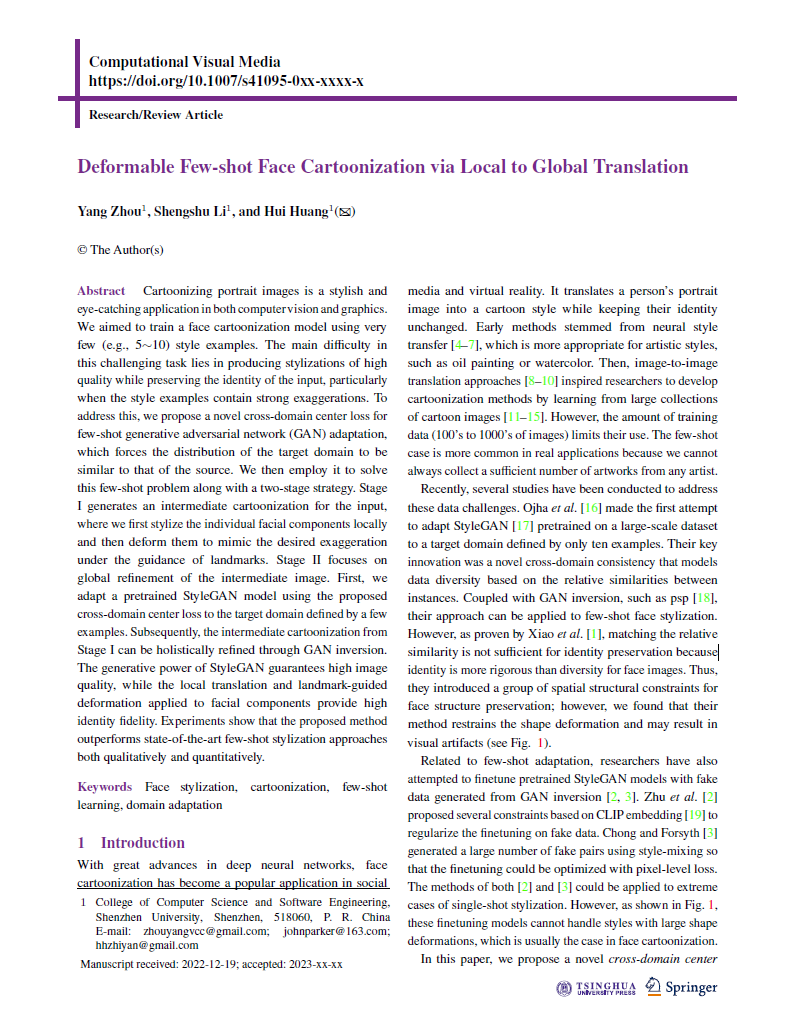 Computational Visual Media
https://doi.org/10.1007/s41095-0xx-xxxx-x
Research/Review Article
Deformable Few-shot Face Cartoonization via Local to Global Translation
Yang Zhou1, Shengshu Li1, and Hui Huang1(✉)
© The Author(s)
Abstract Cartoonizing portrait images is a stylish and
eye-catching application in both computer vision and graphics.
We aimed to train a face cartoonization model using very
few (e.g., 5∼10) style examples. The main difficulty in
this challenging task lies in producing stylizations of high
quality while preserving the identity of the input, particularly
when the style examples contain strong exaggerations. To
address this, we propose a novel cross-domain center loss for
few-shot generative adversarial network (GAN) adaptation,
which forces the distribution of the target domain to be
similar to that of the source. We then employ it to solve
this few-shot problem along with a two-stage strategy. Stage
I generates an intermediate cartoonization for the input,
where we first stylize the individual facial components locally
and then deform them to mimic the desired exaggeration
under the guidance of landmarks. Stage II focuses on
global refinement of the intermediate image. First, we
adapt a pretrained StyleGAN model using the proposed
cross-domain center loss to the target domain defined by a few
examples. Subsequently, the intermediate cartoonization from
Stage I can be holistically refined through GAN inversion.
The generative power of StyleGAN guarantees high image
quality, while the local translation and landmark-guided
deformation applied to facial components provide high
identity fidelity. Experiments show that the proposed method
outperforms state-of-the-art few-shot stylization approaches
both qualitatively and quantitatively.
Keywords Face stylization, cartoonization, few-shot
learning, domain adaptation
1 Introduction
With great advances in deep neural networks, face
cartoonization has become a popular application in social
1 College of Computer Science and Software Engineering,
Shenzhen University, Shenzhen, 518060, P. R. China
E-mail: zhouyangvcc@gmail.com; johnparker@163.com;
hhzhiyan@gmail.com
Manuscript received: 2022-12-19; accepted: 2023-xx-xx
media and virtual reality. It translates a person's portrait
image into a cartoon style while keeping their identity
unchanged. Early methods stemmed from neural style
transfer [4–7], which is more appropriate for artistic styles,
such as oil painting or watercolor. Then, image-to-image
translation approaches [8–10] inspired researchers to develop
cartoonization methods by learning from large collections
of cartoon images [11–15]. However, the amount of training
data (100's to 1000's of images) limits their use. The few-shot
case is more common in real applications because we cannot
always collect a sufficient number of artworks from any artist.
Recently, several studies have been conducted to address
these data challenges. Ojha et al. [16] made the first attempt
to adapt StyleGAN [17] pretrained on a large-scale dataset
to a target domain defined by only ten examples. Their key
innovation was a novel cross-domain consistency that models
data diversity based on the relative similarities between
instances. Coupled with GAN inversion, such as psp [18],
their approach can be applied to few-shot face stylization.
However, as proven by Xiao et al. [1], matching the relative
similarity is not sufficient for identity preservation because
identity is more rigorous than diversity for face images. Thus,
they introduced a group of spatial structural constraints for
face structure preservation; however, we found that their
method restrains the shape deformation and may result in
visual artifacts (see Fig. 1).
Related to few-shot adaptation, researchers have also
attempted to finetune pretrained StyleGAN models with fake
data generated from GAN inversion [2, 3]. Zhu et al. [2]
proposed several constraints based on CLIP embedding [19] to
regularize the finetuning on fake data. Chong and Forsyth [3]
generated a large number of fake pairs using style-mixing so
that the finetuning could be optimized with pixel-level loss.
The methods of both [2] and [3] could be applied to extreme
cases of single-shot stylization. However, as shown in Fig. 1,
these finetuning models cannot handle styles with large shape
deformations, which is usually the case in face cartoonization.
In this paper, we propose a novel cross-domain center
TSINGHUA
UNIVERSITY PRESS
Springer